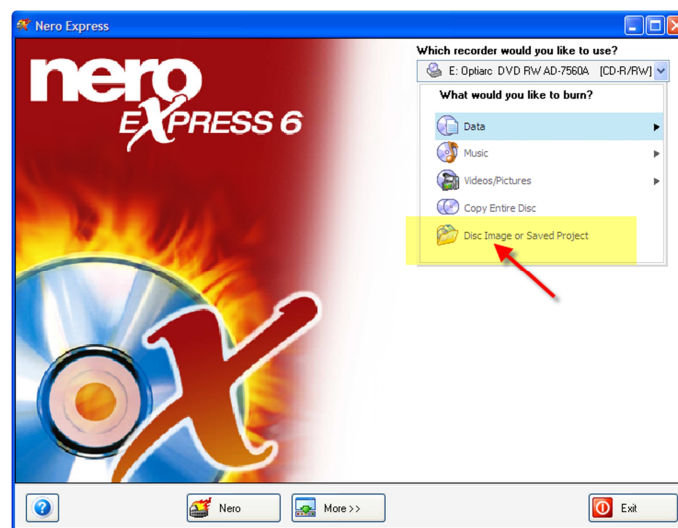 Nero Express
nero
EXPRESS 6
Which recorder would you like to use?
E: Optiarc DVD RW AD-7560A [CD-R/RW]
What would you like to burn?
Data
Music
Videos/Pictures
Copy Entire Disc
Disc Image or Saved Project
Nero
More >>
Exit